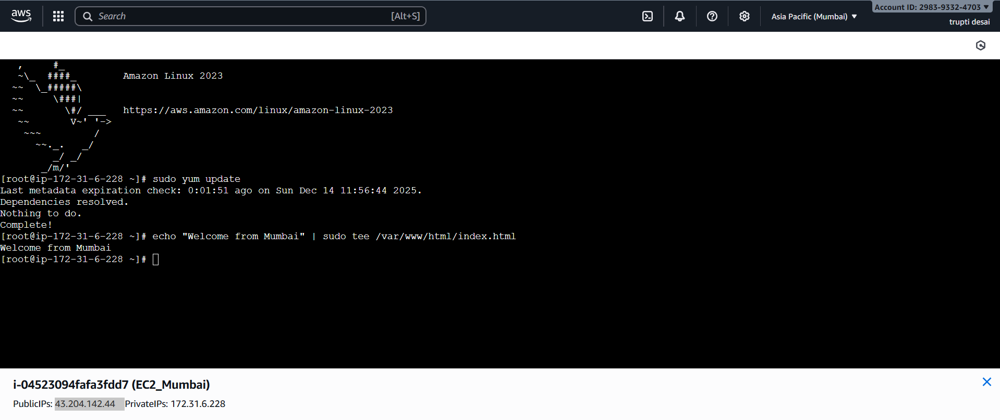 aws
Search [Alt+S]
Asia Pacific (Mumbai) ▼
Account ID: 2983-9332-4703 ▼
trupti desai
   ,     #_
   ~\_  ####_        Amazon Linux 2023
  ~~  \_#####\
  ~~     \###|
  ~~       \#/ ___   https://aws.amazon.com/linux/amazon-linux-2023
   ~~       V~' '->
    ~~~         /
      ~~._.   _/
         _/ _/
       _/m/'
[root@ip-172-31-6-228 ~]# sudo yum update
Last metadata expiration check: 0:01:51 ago on Sun Dec 14 11:56:44 2025.
Dependencies resolved.
Nothing to do.
Complete!
[root@ip-172-31-6-228 ~]# echo "Welcome from Mumbai" | sudo tee /var/www/html/index.html
Welcome from Mumbai
[root@ip-172-31-6-228 ~]#
i-04523094fafa3fdd7 (EC2_Mumbai)
PublicIPs: 43.204.142.44 PrivateIPs: 172.31.6.228